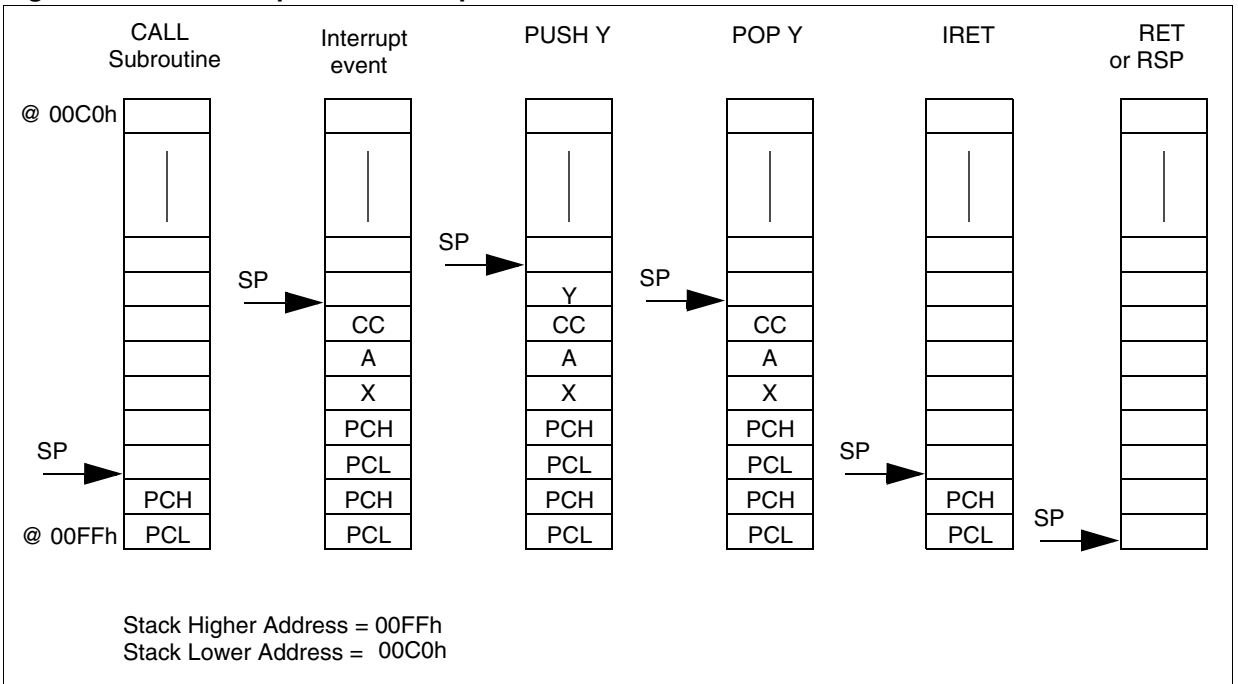 CALL
Subroutine
Interrupt
event
PUSH Y
POP Y
IRET
RET
or RSP
@ 00C0h
SP
SP
SP
Y
CC
CC
CC
A
A
A
X
X
X
PCH
PCH
PCH
SP
SP
PCL
PCL
PCL
PCH
PCH
PCH
PCH
PCH
SP
@ 00FFh
PCL
PCL
PCL
PCL
PCL
Stack Higher Address = 00FFh
Stack Lower Address = 00C0h